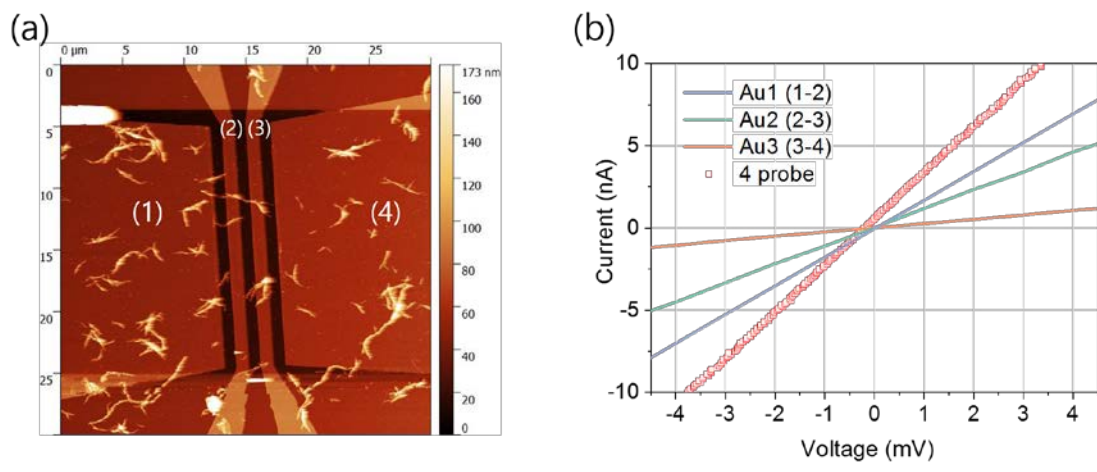 (a)
0 µm 5 10 15 20 25
0
5
10
15
20
25
(1)
(2) (3)
(4)
173 nm
160
140
120
100
80
60
40
20
0
(b)
Current (nA)
10
5
0
-5
-10
Au1 (1-2)
Au2 (2-3)
Au3 (3-4)
4 probe
-4 -3 -2 -1 0 1 2 3 4
Voltage (mV)